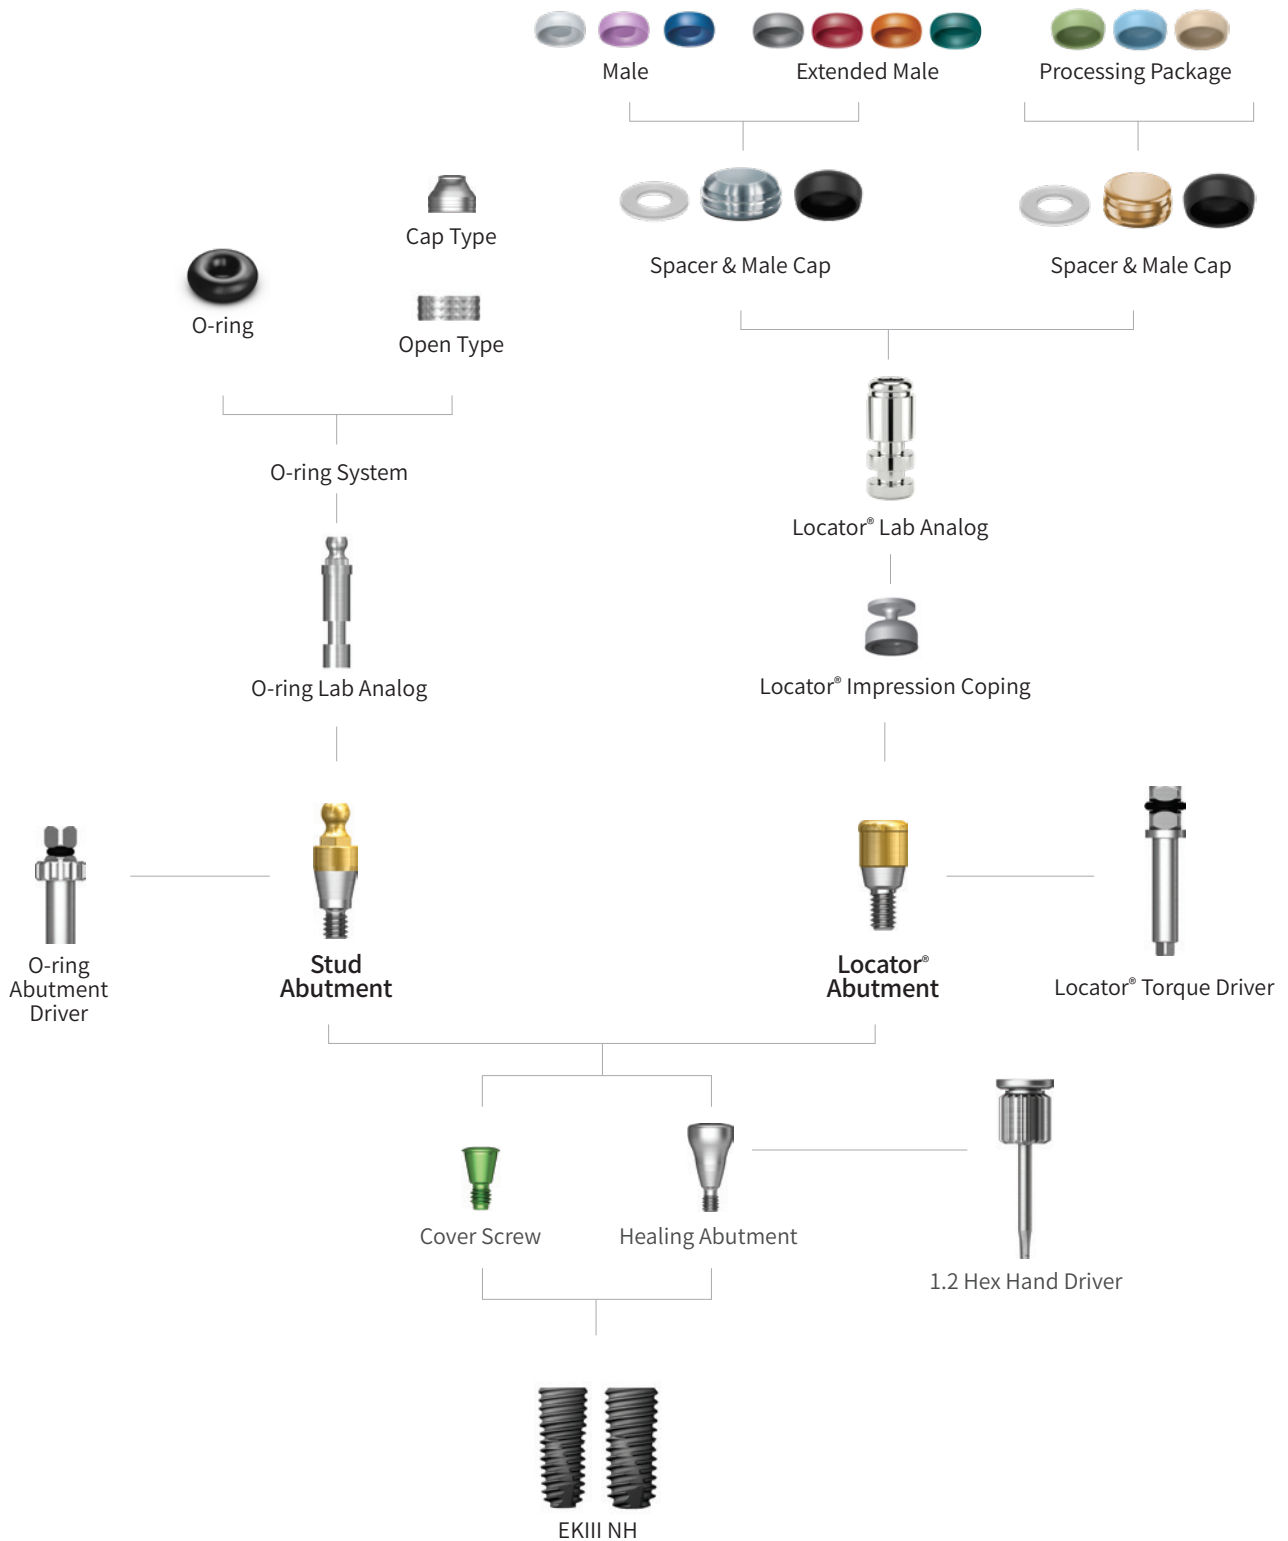 Male
Extended Male
Processing Package
Cap Type
Spacer & Male Cap
Spacer & Male Cap
O-ring
Open Type
O-ring System
Locator® Lab Analog
O-ring Lab Analog
Locator® Impression Coping
O-ring
Abutment
Driver
Stud
Abutment
Locator®
Abutment
Locator® Torque Driver
Cover Screw
Healing Abutment
1.2 Hex Hand Driver
EKIII NH